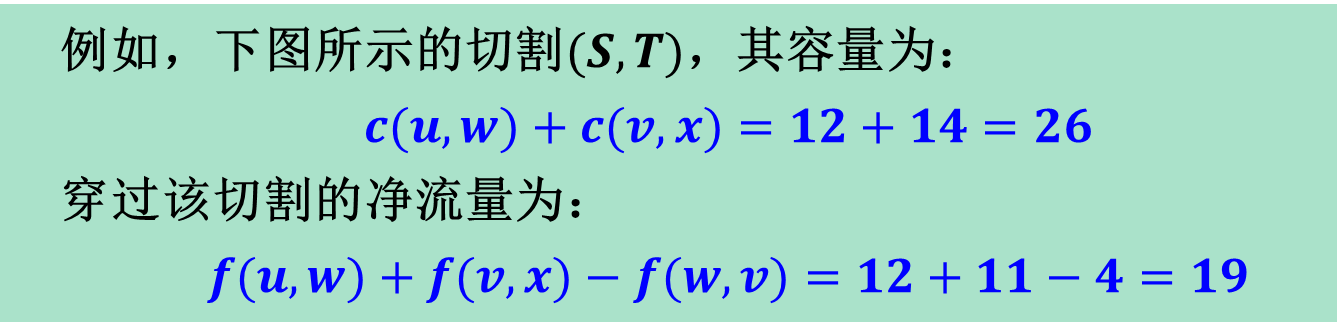 例如，下图所示的切割(S,T)，其容量为：
c(u,w) + c(v,x) = 12 + 14 = 26
穿过该切割的净流量为：
f(u,w) + f(v,x) − f(w,v) = 12 + 11 − 4 = 19